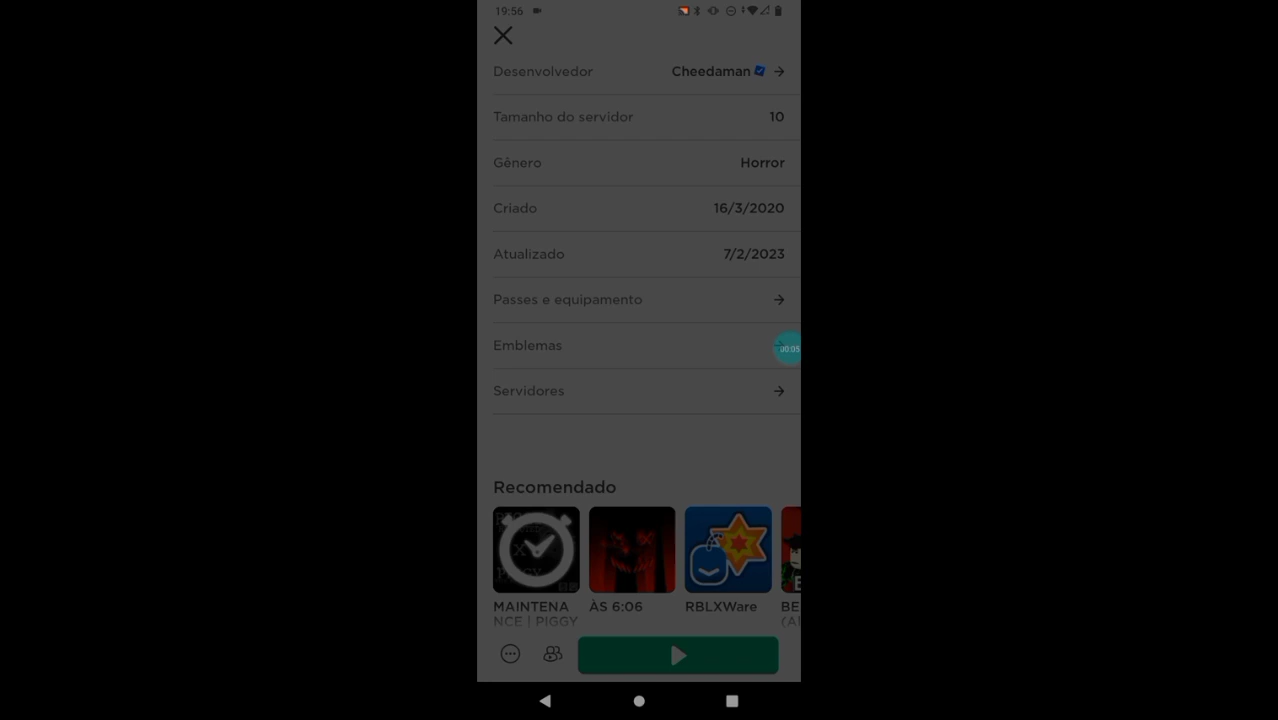 19:56
Desenvolvedor Cheedaman
Tamanho do servidor 10
Gênero Horror
Criado 16/3/2020
Atualizado 7/2/2023
Passes e equipamento
Emblemas
00:05
Servidores
Recomendado
MAINTENA
NCE | PIGGY
ÀS 6:06
RBLXWare
BE